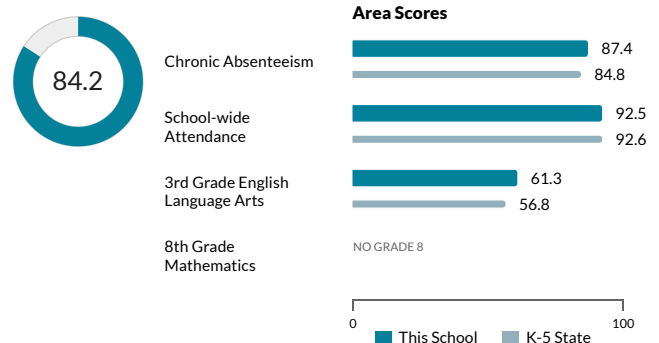 Area Scores
84.2
Chronic Absenteeism
87.4
84.8
School-wide
Attendance
92.5
92.6
3rd Grade English
Language Arts
61.3
56.8
8th Grade
Mathematics
NO GRADE 8
0
100
This School
K-5 State